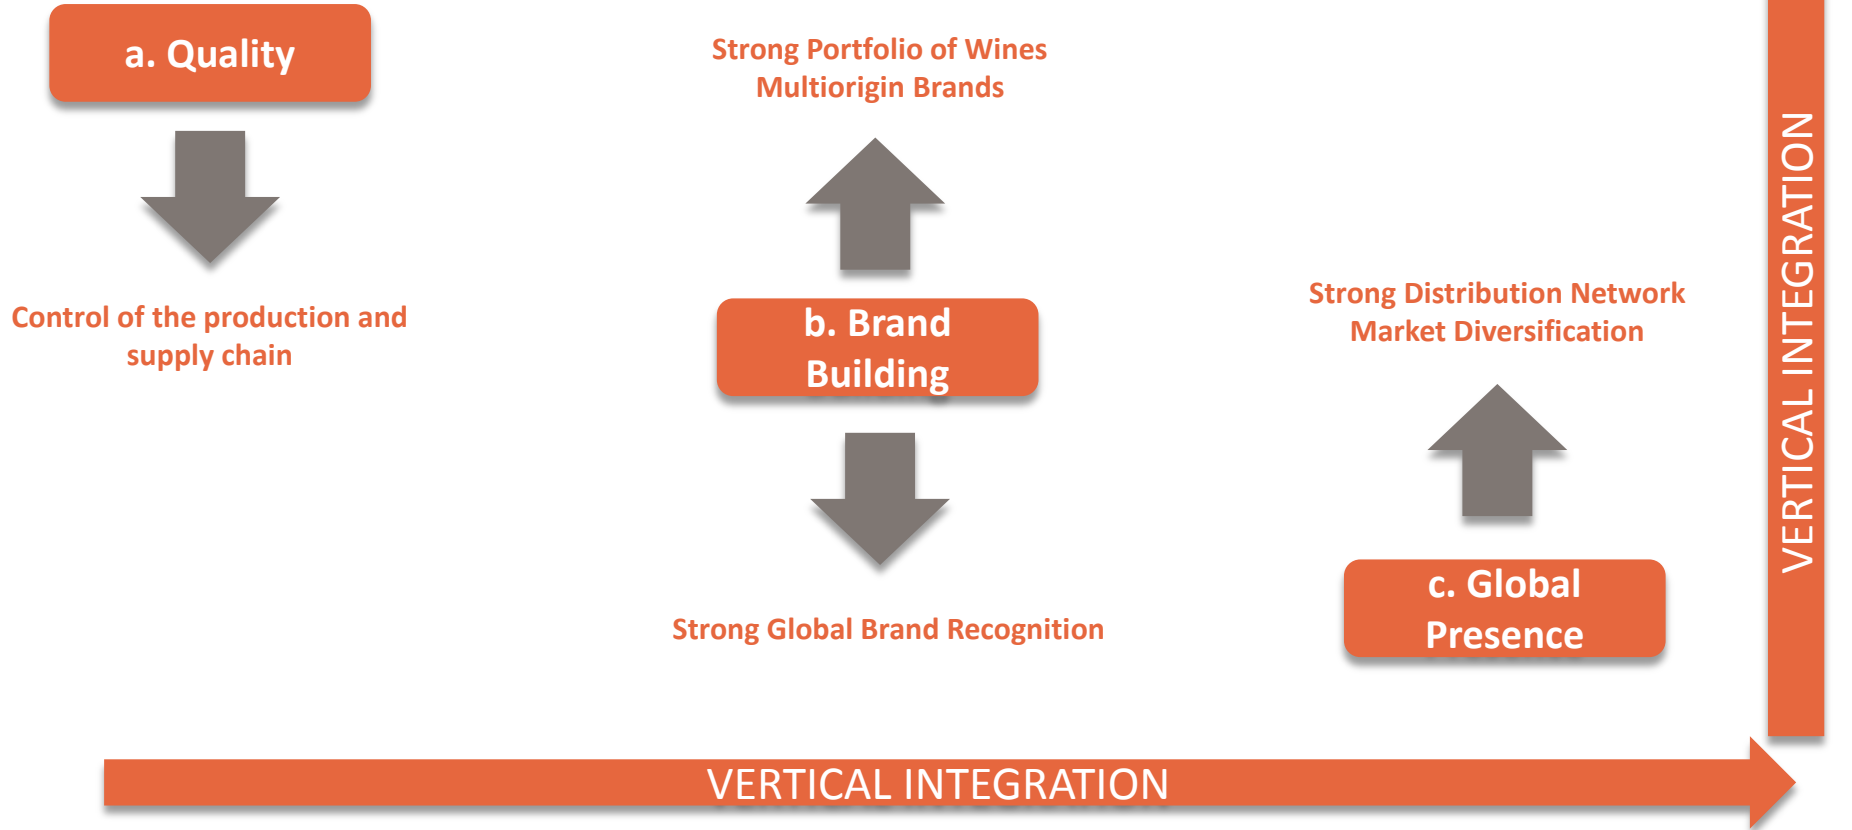 a. Quality
Control of the production and
supply chain
Strong Portfolio of Wines
Multiorigin Brands
b. Brand
Building
Strong Global Brand Recognition
Strong Distribution Network
Market Diversification
c. Global
Presence
VERTICAL INTEGRATION
VERTICAL INTEGRATION